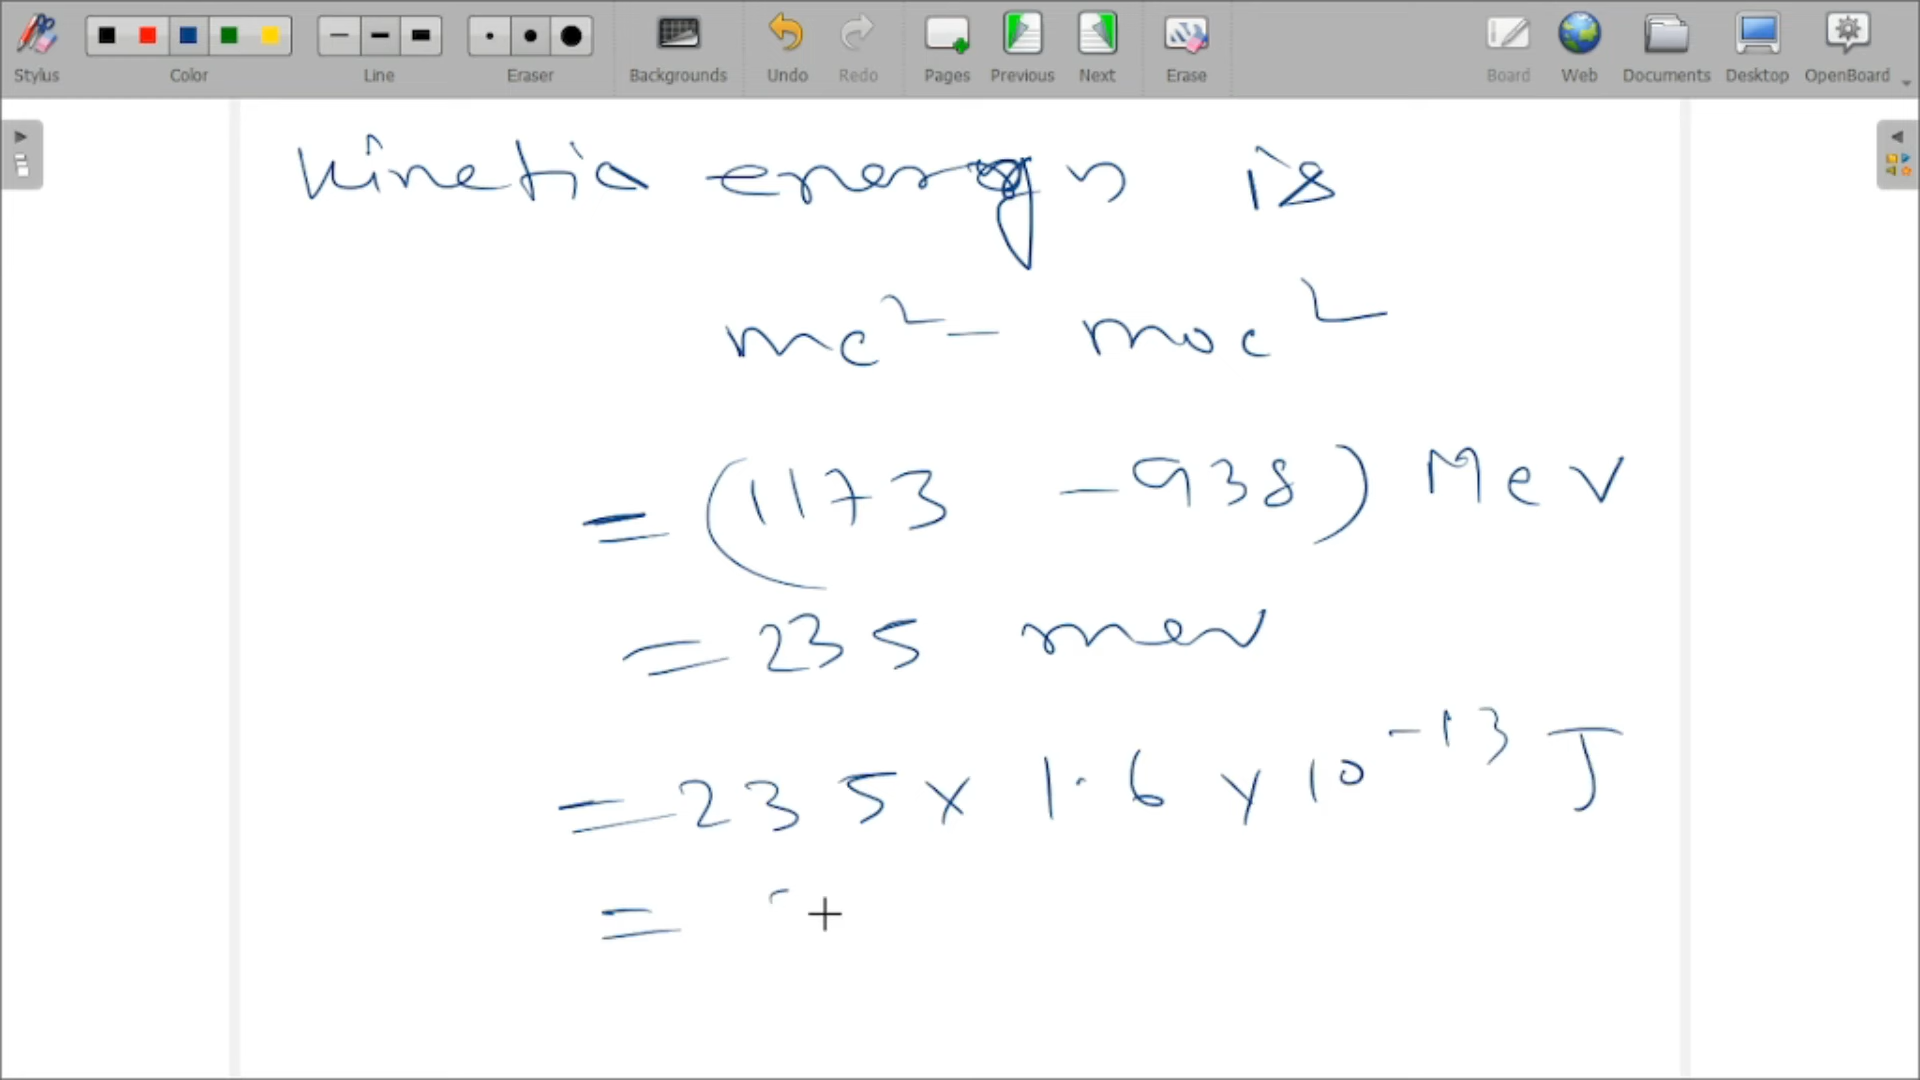 Stylus Color Line Eraser Backgrounds Undo Redo Pages Previous Next Erase Board Web Documents Desktop OpenBoard
Kinetic energy is
mc² - moc²
= (1173 - 938) MeV
= 235 mev
= 235 x 1.6 x 10⁻¹³ J
=